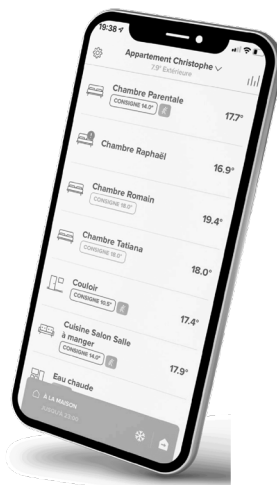 19:38
Appartement Christophe
7.9° Extérieure
Chambre Parentale
CONSIGNE 14.0°
17.7°
Chambre Raphaël
16.9°
Chambre Romain
CONSIGNE 18.0°
19.4°
Chambre Tatiana
CONSIGNE 18.0°
18.0°
Couloir
CONSIGNE 10.5°
17.4°
Cuisine Salon Salle
à manger
CONSIGNE 14.0°
17.9°
Eau chaude
À LA MAISON